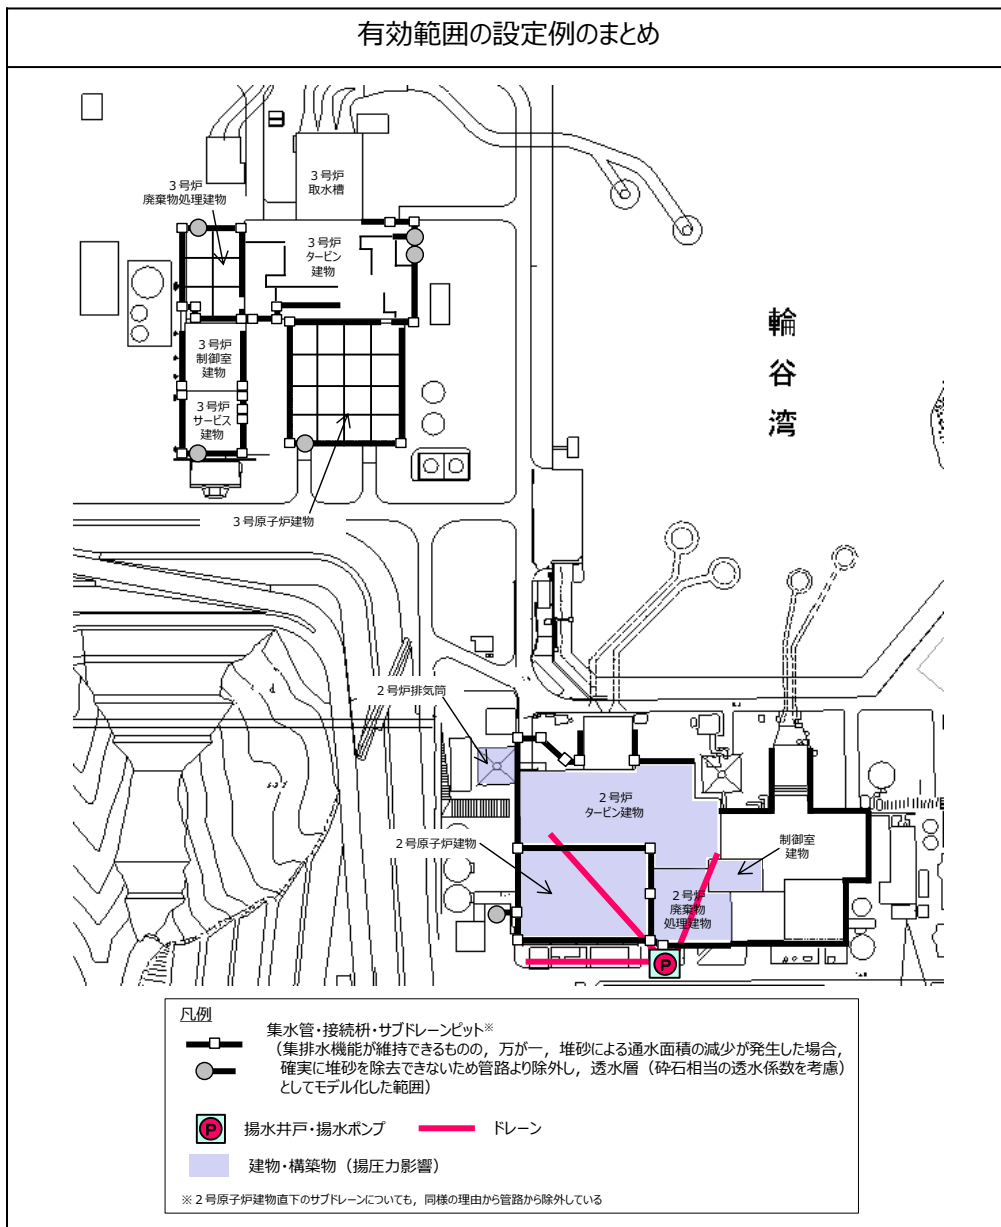 有効範囲の設定例のまとめ
３号炉
取水槽
３号炉
廃棄物処理建物
３号炉
タービン
建物
輪
谷
湾
３号炉
制御室
建物
３号炉
サービス
建物
３号原子炉建物
２号炉排気筒
２号炉
タービン建物
２号原子炉建物
制御室
建物
２号炉
廃棄物
処理建物
P
凡例
集水管・接続枡・サブドレーンピット※
（集排水機能が維持できるものの，万が一，堆砂による通水面積の減少が発生した場合，
確実に堆砂を除去できないため管路より除外し，透水層（砕石相当の透水係数を考慮）
としてモデル化した範囲）
P 揚水井戸・揚水ポンプ ドレーン
建物・構築物（揚圧力影響）
※２号原子炉建物直下のサブドレーンについても，同様の理由から管路から除外している